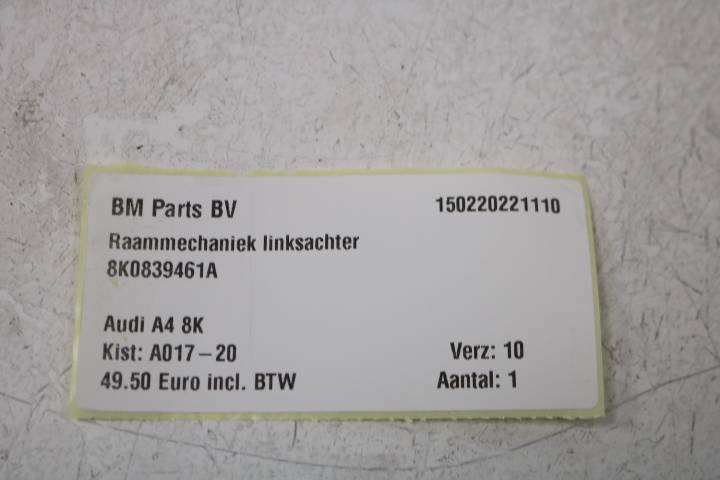 BM Parts BV 150220221110
Raammechaniek linksachter
8K0839461A
Audi A4 8K
Kist: A017-20 Verz: 10
49.50 Euro incl. BTW Aantal: 1